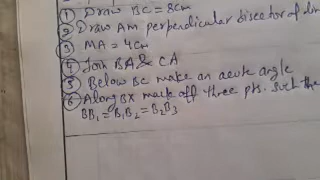 ① Draw BC = 8cm
② Draw AM perpendicular bisector of
③ MA = 4cm
④ Join BA & CA
⑤ Below BC make an acute angle
⑥ Along BX mark off three pts. such the
BB₁ = B₁B₂ = B₂B₃